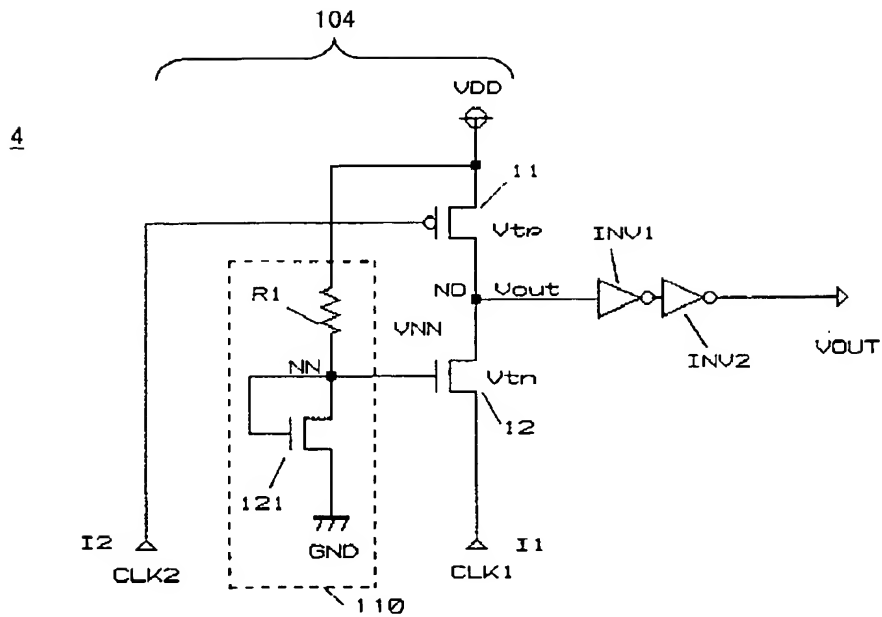 104
VDD
4
11
Vtp
INV1
R1
ND
Vout
VNN
INV2
VOUT
NN
Vtn
12
121
I2
CLK2
GND
I1
CLK1
110